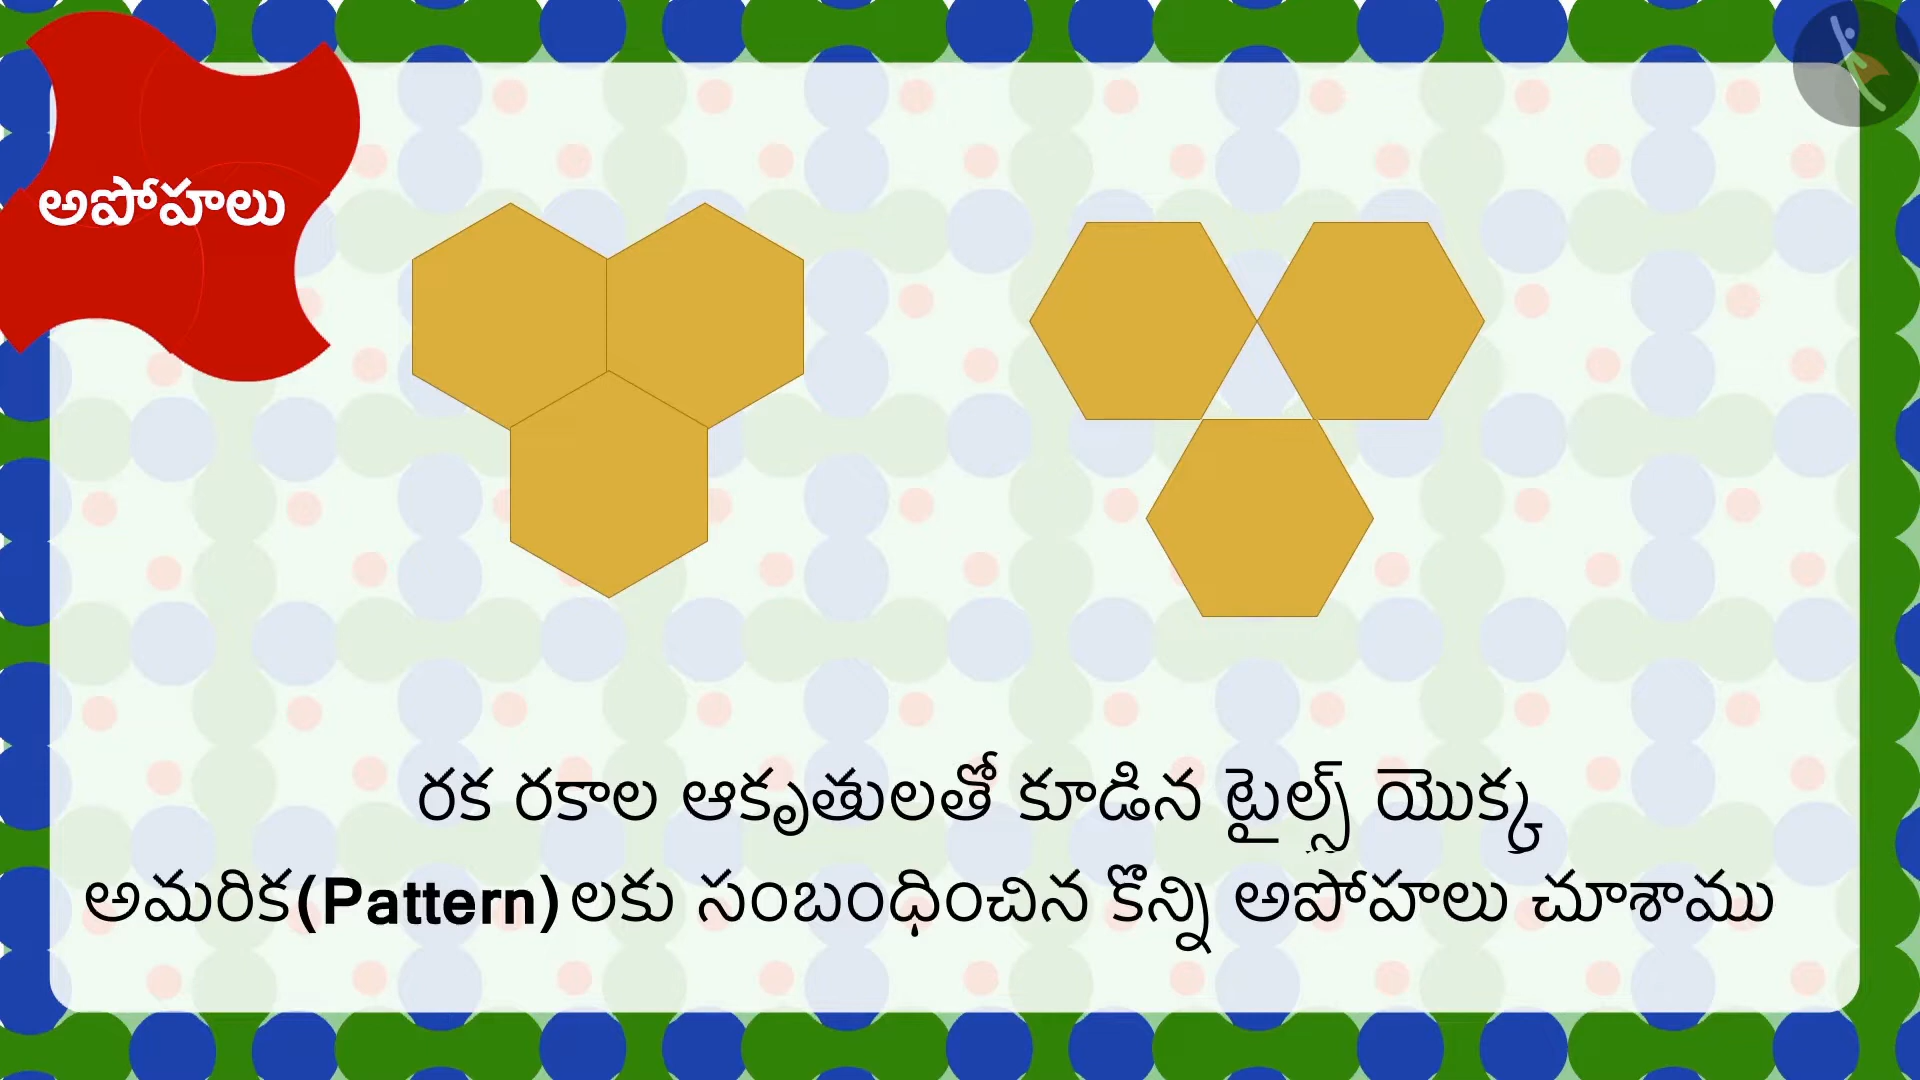 అపోహలు
రక రకాల ఆకృతులతో కూడిన టైల్స్ యొక్క
అమరిక(Pattern)లకు సంబంధించిన కొన్ని అపోహలు చూశాము